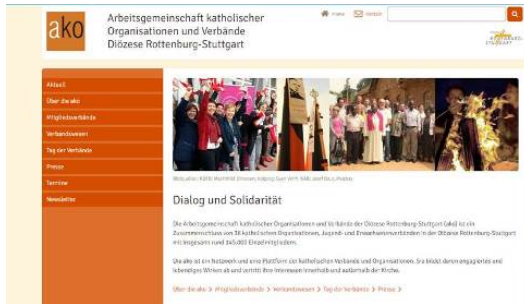 ako
Arbeitsgemeinschaft katholischer
Organisationen und Verbände
Diözese Rottenburg-Stuttgart
Home
Kontakt
Aktuell
Über die ako
Mitgliedsverbände
Verbandswesen
Tag der Verbände
Presse
Termine
Newsletter
Dialog und Solidarität
Die Arbeitsgemeinschaft katholischer Organisationen und Verbände der Diözese Rottenburg-Stuttgart (ako) ist ein
Zusammenschluss von 38 katholischen Organisationen, Jugend- und Erwachsenenverbänden in der Diözese Rottenburg-Stuttgart
mit insgesamt rund 145.000 Einzelmitgliedern.
Die ako ist ein Netzwerk und eine Plattform der katholischen Verbände und Organisationen. Sie bildet deren engagiertes und
lebendiges Wirken ab und vertritt ihre Interessen innerhalb und außerhalb der Kirche.
Über die ako > Mitgliedsverbände > Verbandswesen > Tag der Verbände > Presse >